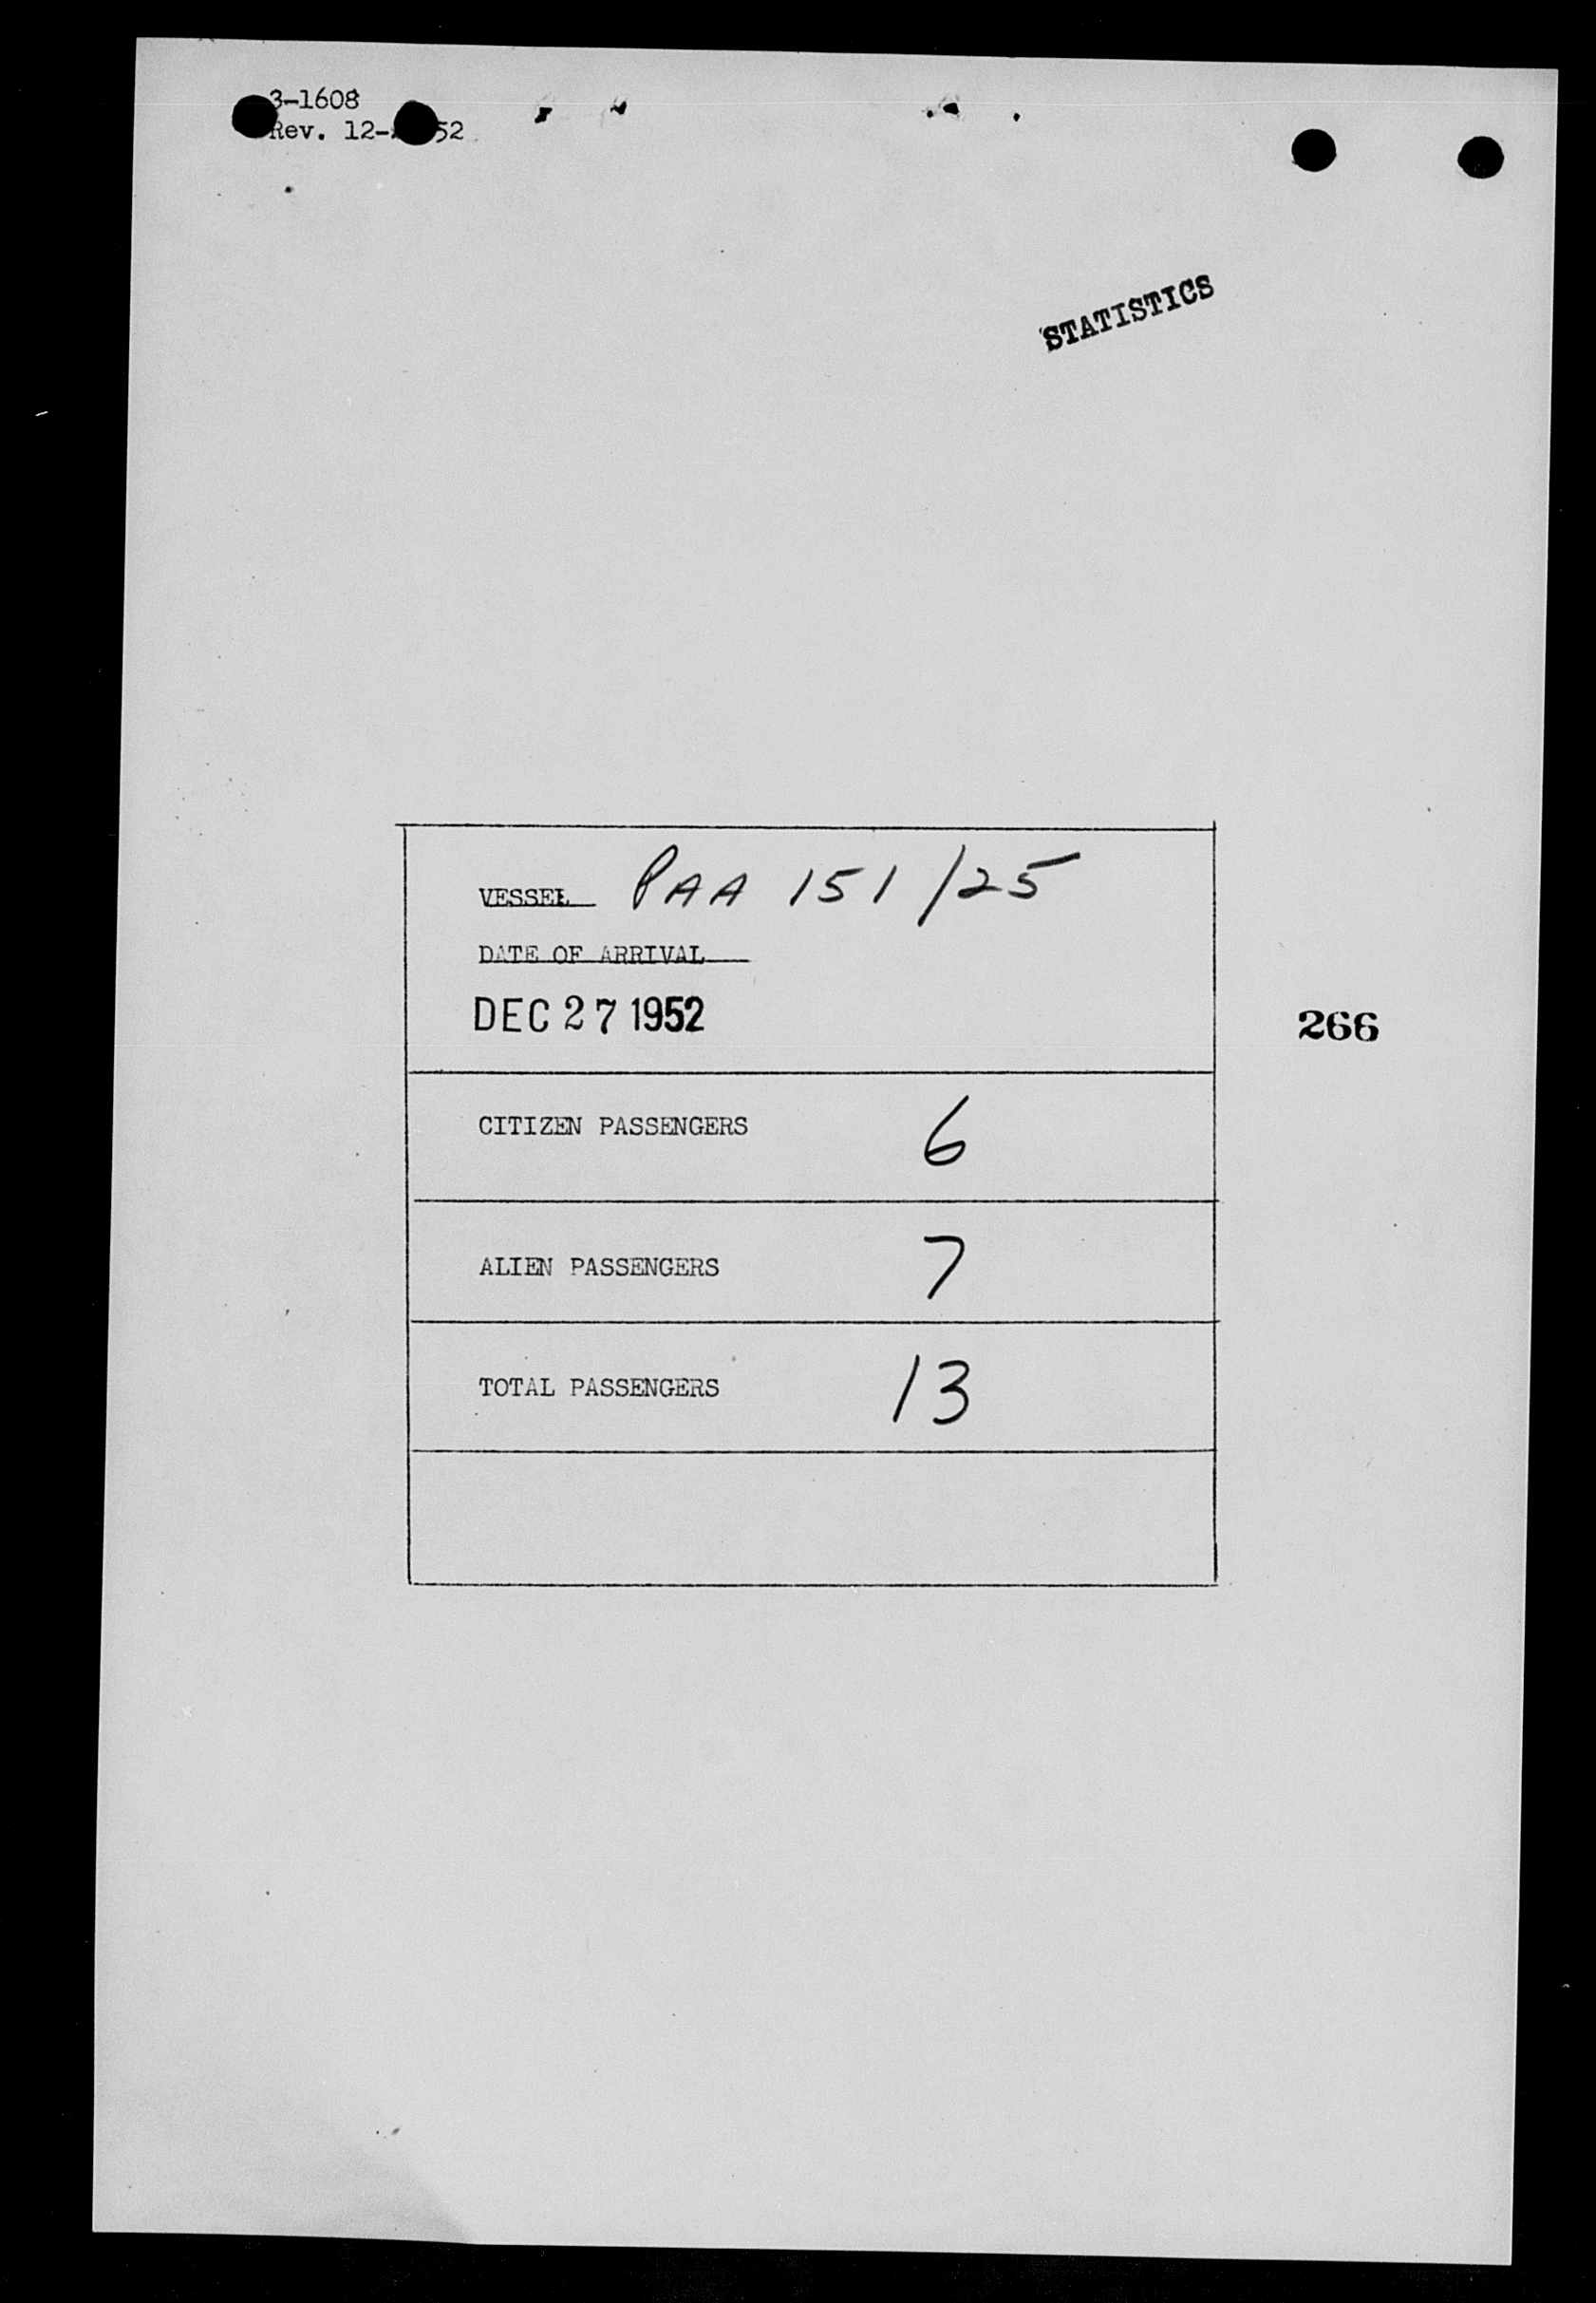 3-1608
Rev. 12- 52
STATISTICS
VESSEL PAA 151/25
DATE OF ARRIVAL
DEC 27 1952
266
CITIZEN PASSENGERS 6
ALIEN PASSENGERS 7
TOTAL PASSENGERS 13